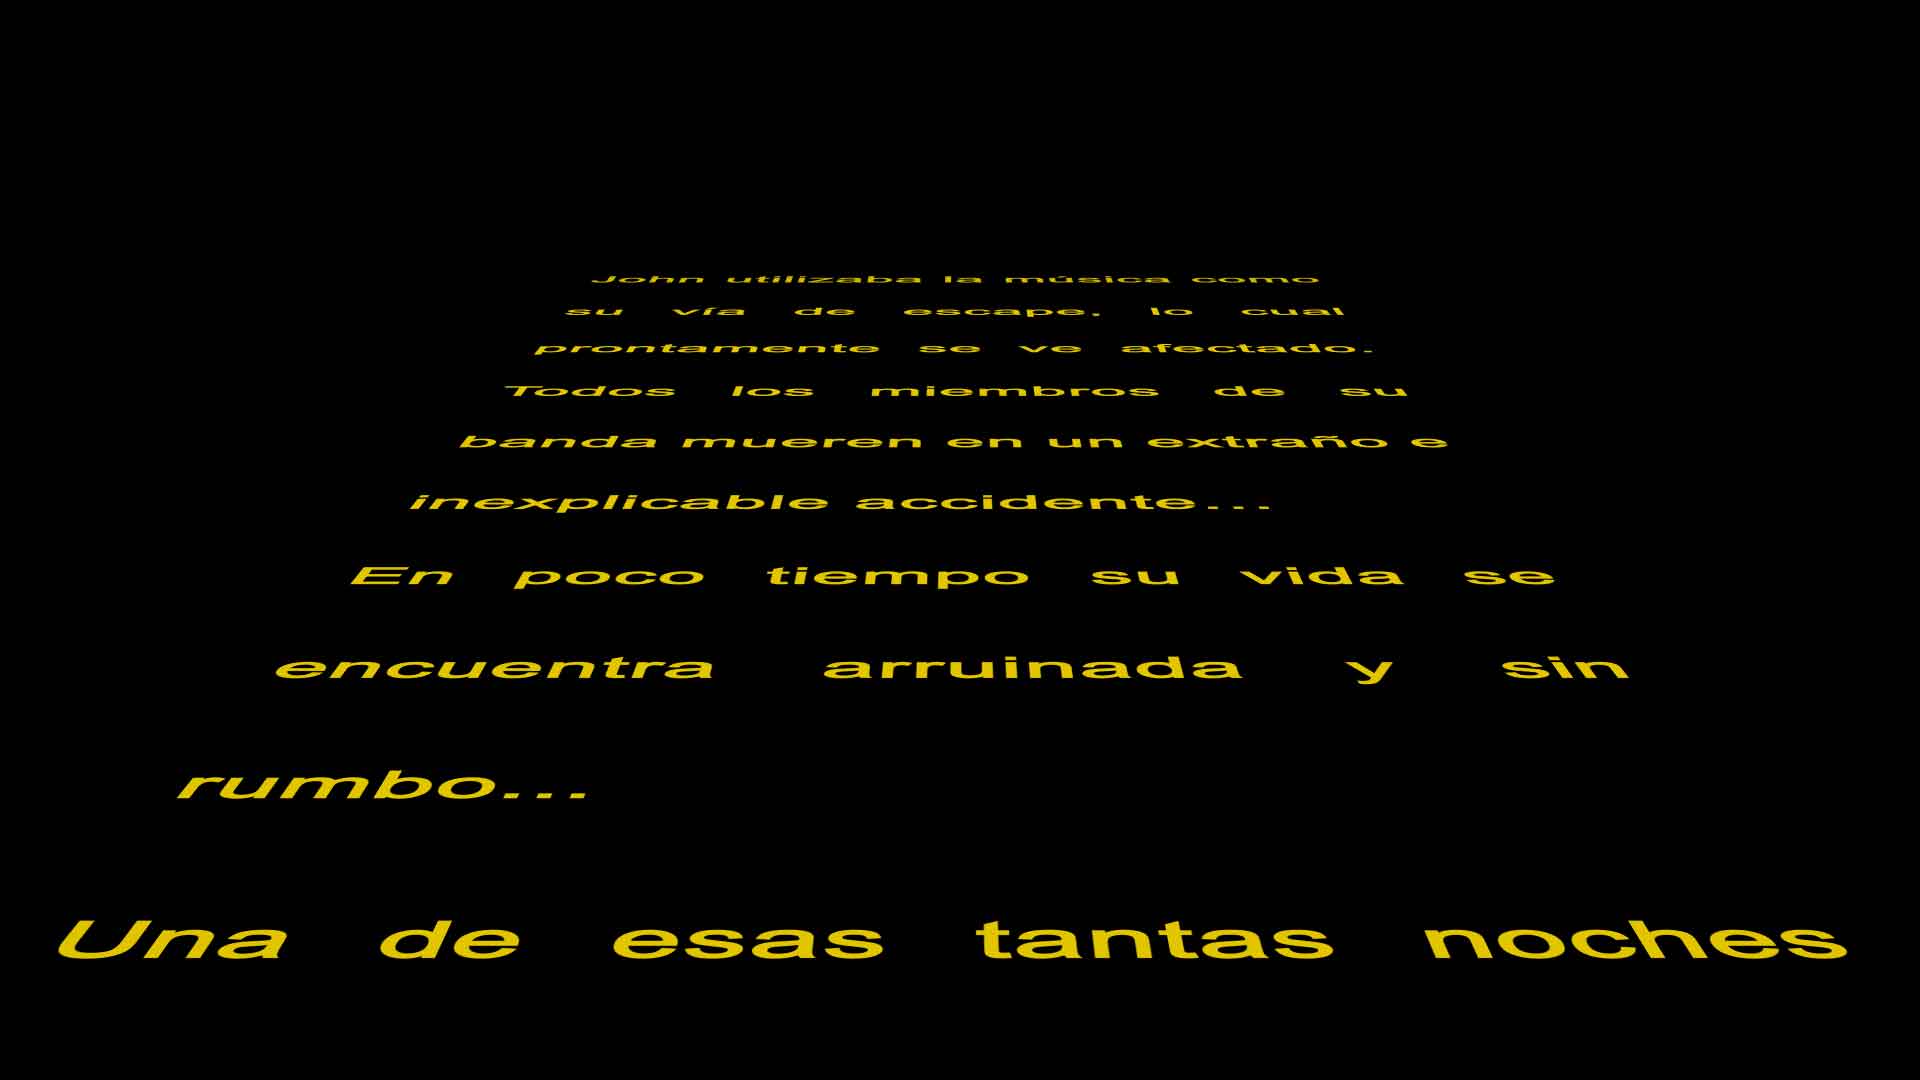 John utilizaba la música como
su vía de escape, lo cual
prontamente se ve afectado.
Todos los miembros de su
banda mueren en un extraño e
inexplicable accidente...
En poco tiempo su vida se
encuentra arruinada y sin
rumbo...
Una de esas tantas noches